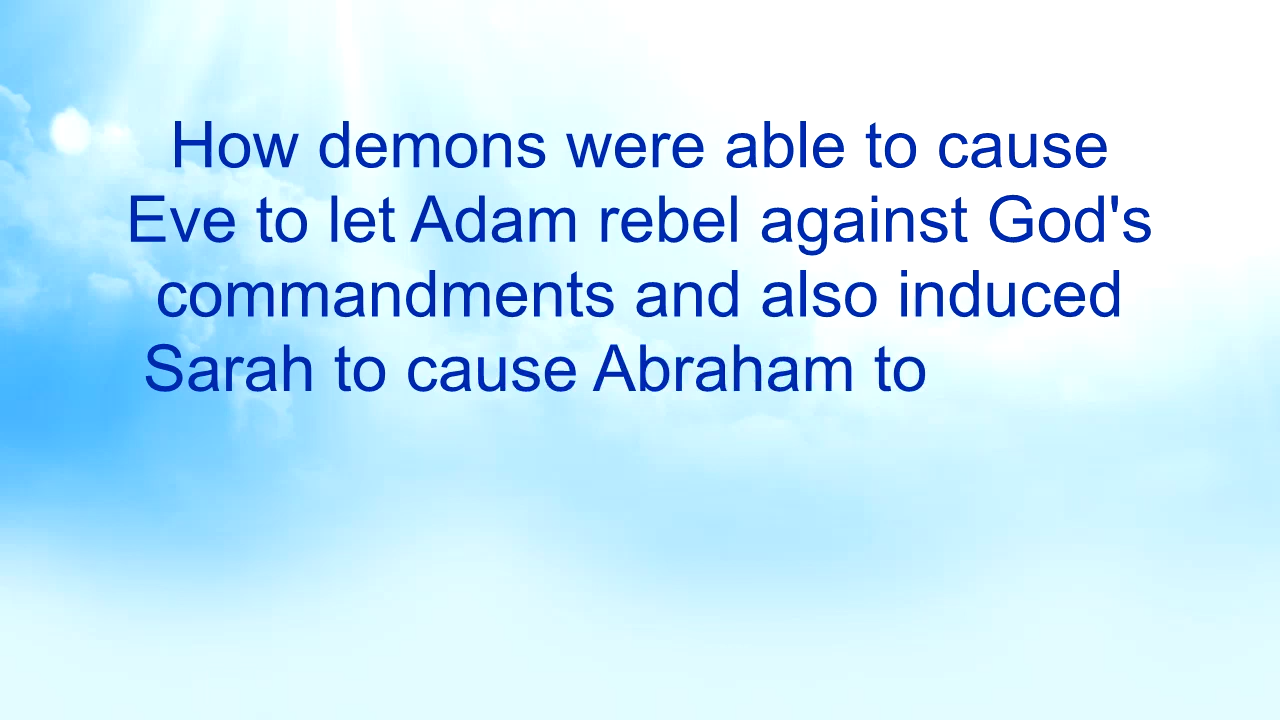 How demons were able to cause
Eve to let Adam rebel against God's
commandments and also induced
Sarah to cause Abraham to